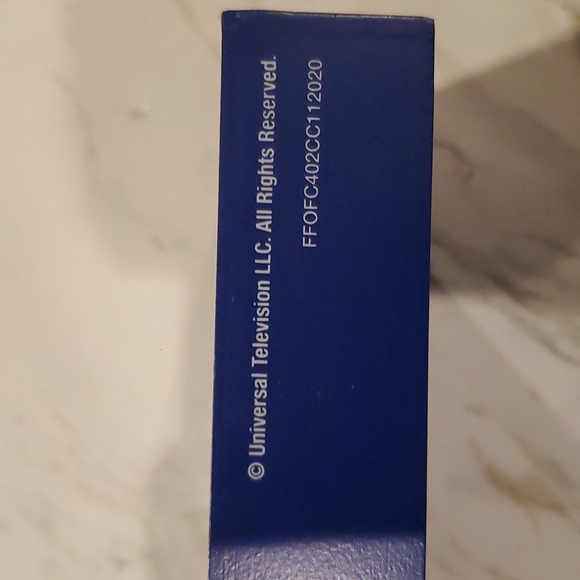 © Universal Television LLC. All Rights Reserved.
FFOFC402CC112020